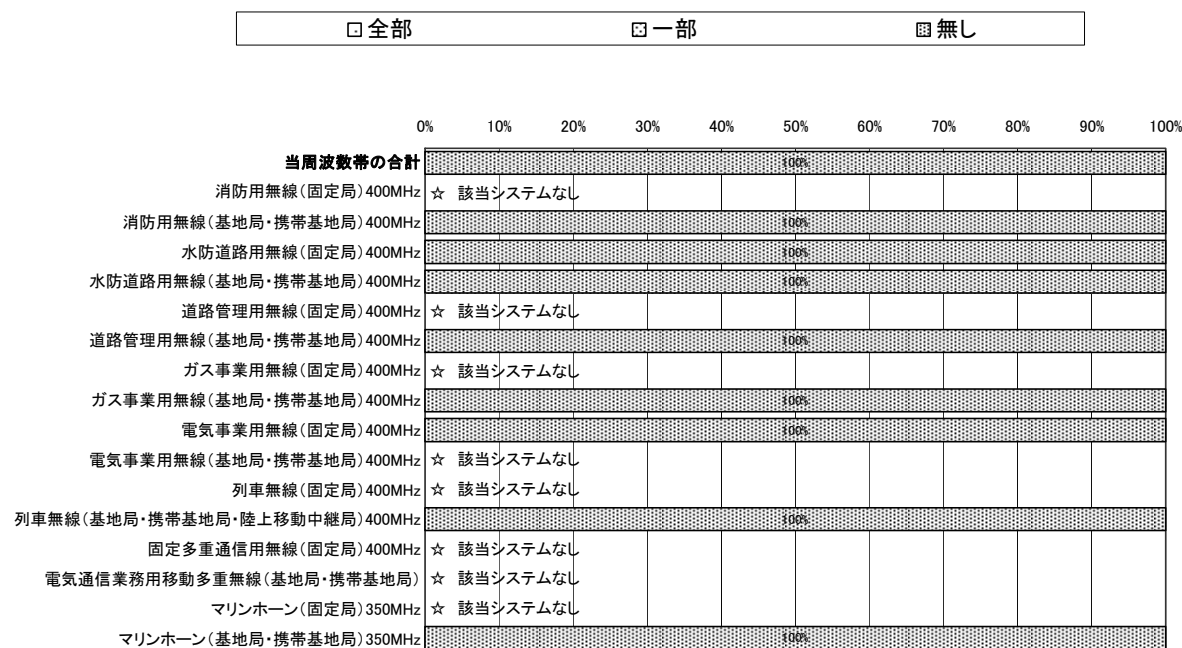 全部 一部 無し
0% 10% 20% 30% 40% 50% 60% 70% 80% 90% 100%
当周波数帯の合計 100%
消防用無線(固定局)400MHz ☆ 該当システムなし
消防用無線(基地局・携帯基地局)400MHz 100%
水防道路用無線(固定局)400MHz 100%
水防道路用無線(基地局・携帯基地局)400MHz 100%
道路管理用無線(固定局)400MHz ☆ 該当システムなし
道路管理用無線(基地局・携帯基地局)400MHz 100%
ガス事業用無線(固定局)400MHz ☆ 該当システムなし
ガス事業用無線(基地局・携帯基地局)400MHz 100%
電気事業用無線(固定局)400MHz 100%
電気事業用無線(基地局・携帯基地局)400MHz ☆ 該当システムなし
列車無線(固定局)400MHz ☆ 該当システムなし
列車無線(基地局・携帯基地局・陸上移動中継局)400MHz 100%
固定多重通信用無線(固定局)400MHz ☆ 該当システムなし
電気通信業務用移動多重無線(基地局・携帯基地局) ☆ 該当システムなし
マリンホーン(固定局)350MHz ☆ 該当システムなし
マリンホーン(基地局・携帯基地局)350MHz 100%